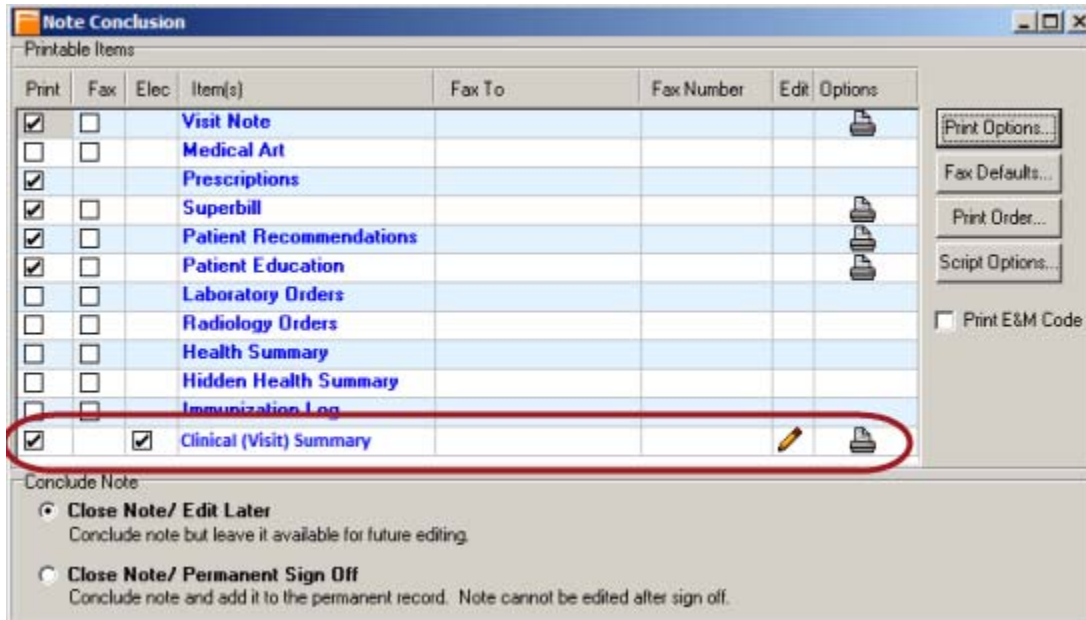 Note Conclusion
Printable Items
Print Fax Elec Item(s) Fax To Fax Number Edit Options
Visit Note
Medical Art
Prescriptions
Superbill
Patient Recommendations
Patient Education
Laboratory Orders
Radiology Orders
Health Summary
Hidden Health Summary
Immunization Log
Clinical (Visit) Summary
Print Options...
Fax Defaults...
Print Order...
Script Options...
Print E&M Code
Conclude Note
Close Note/ Edit Later
Conclude note but leave it available for future editing.
Close Note/ Permanent Sign Off
Conclude note and add it to the permanent record. Note cannot be edited after sign off.